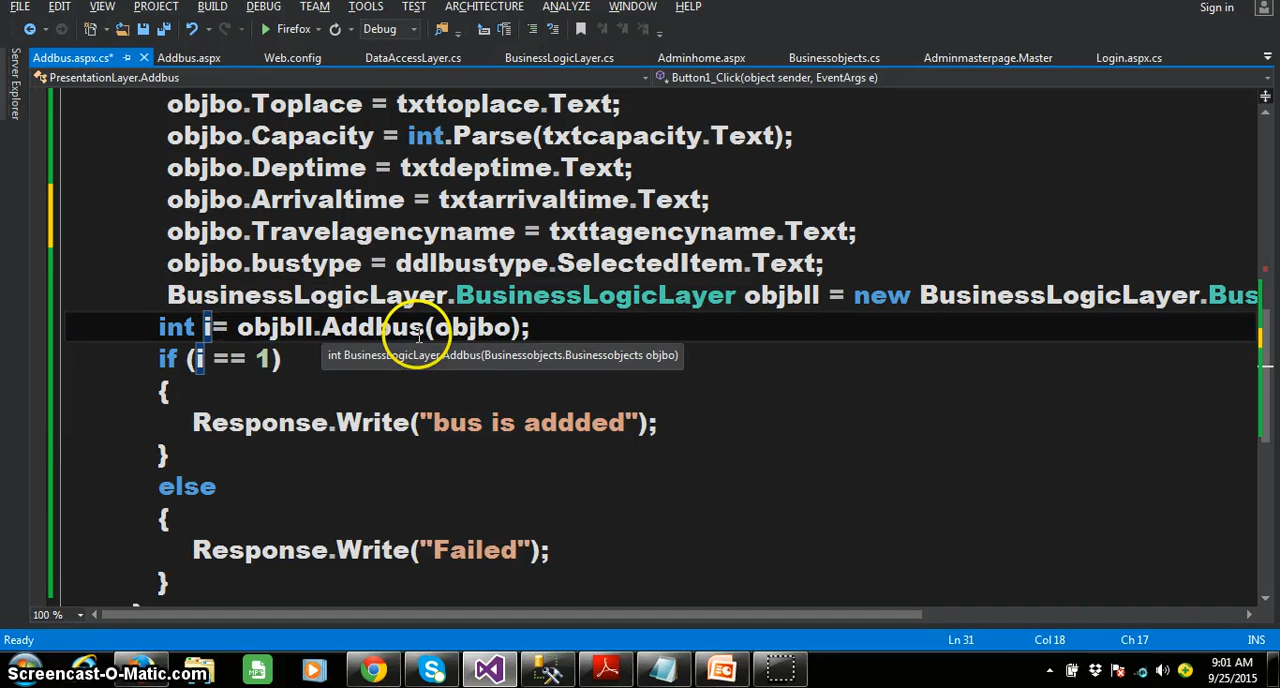 FILE EDIT VIEW PROJECT BUILD DEBUG TEAM TOOLS TEST ARCHITECTURE ANALYZE WINDOW HELP Sign in
Firefox Debug
Addbus.aspx.cs* Addbus.aspx Web.config DataAccessLayer.cs BusinessLogicLayer.cs Adminhome.aspx Businessobjects.cs Adminmasterpage.Master Login.aspx.cs
PresentationLayer.Addbus Button1_Click(object sender, EventArgs e)
Server Explorer
objbo.Toplace = txttoplace.Text;
objbo.Capacity = int.Parse(txtcapacity.Text);
objbo.Deptime = txtdeptime.Text;
objbo.Arrivaltime = txtarrivaltime.Text;
objbo.Travelagencyname = txttagencyname.Text;
objbo.bustype = ddlbustype.SelectedItem.Text;
BusinessLogicLayer.BusinessLogicLayer objbll = new BusinessLogicLayer.Bus
int i= objbll.Addbus(objbo);
int BusinessLogicLayer.Addbus(Businessobjects.Businessobjects objbo)
if (i == 1)
{
Response.Write("bus is addded");
}
else
{
Response.Write("Failed");
}
100 %
Ready Ln 31 Col 18 Ch 17 INS
Screencast-O-Matic.com
9:01 AM
9/25/2015